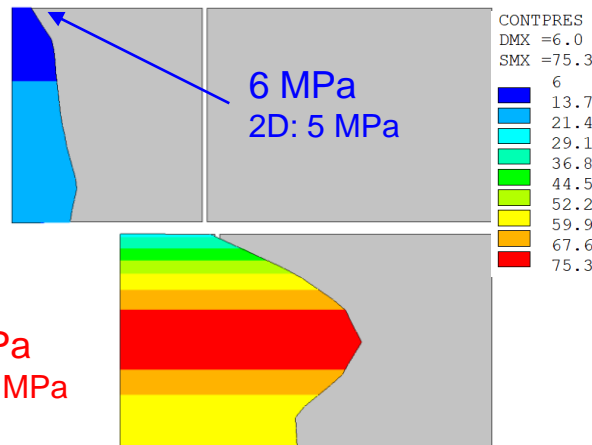 CONTPRES
DMX =6.0
SMX =75.3
6
13.7
21.4
29.1
36.8
44.5
52.2
59.9
67.6
75.3
6 MPa
2D: 5 MPa
MPa